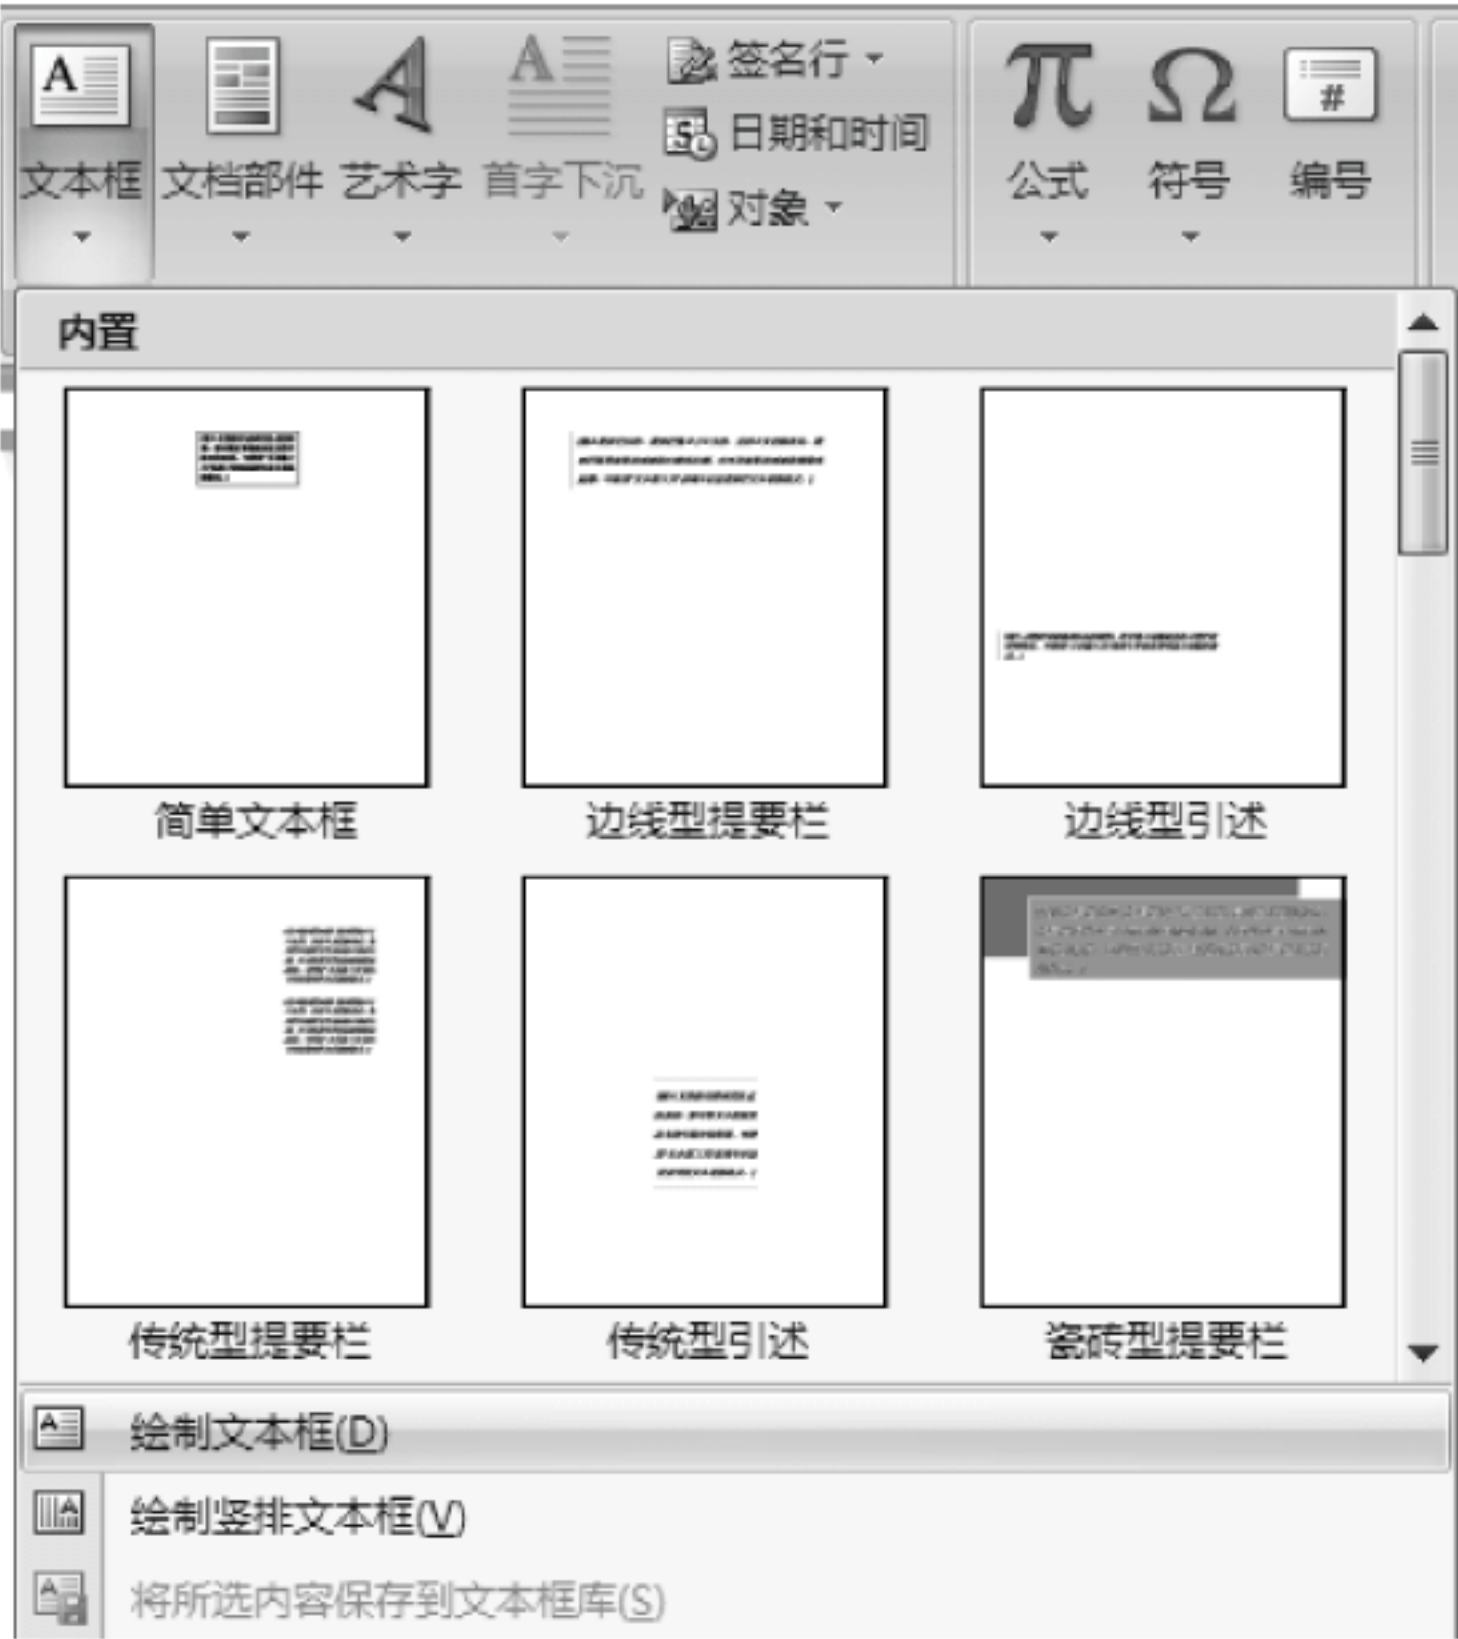 文本框 文档部件 艺术字 首字下沉 签名行 公式 符号 编号
日期和时间
对象
内置
简单文本框 边线型提要栏 边线型引述
传统型提要栏 传统型引述 瓷砖型提要栏
绘制文本框(D)
绘制竖排文本框(V)
将所选内容保存到文本框库(S)